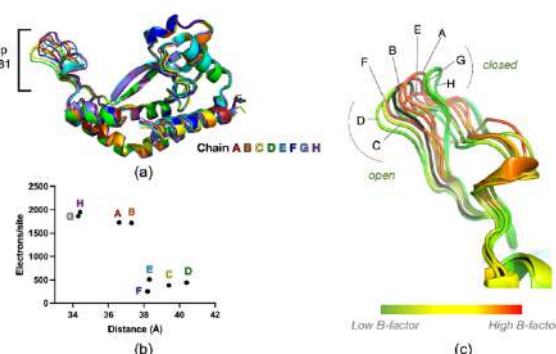 p
B1
Chain A B C D E F G H
(a)
Electrons/site
2500
2000
1500
1000
500
0
H
G
A
B
E
F
C
D
34
36
38
40
42
Distance (Å)
(b)
A
E
B
F
G
closed
H
D
C
open
Low B-factor
High B-factor
(c)